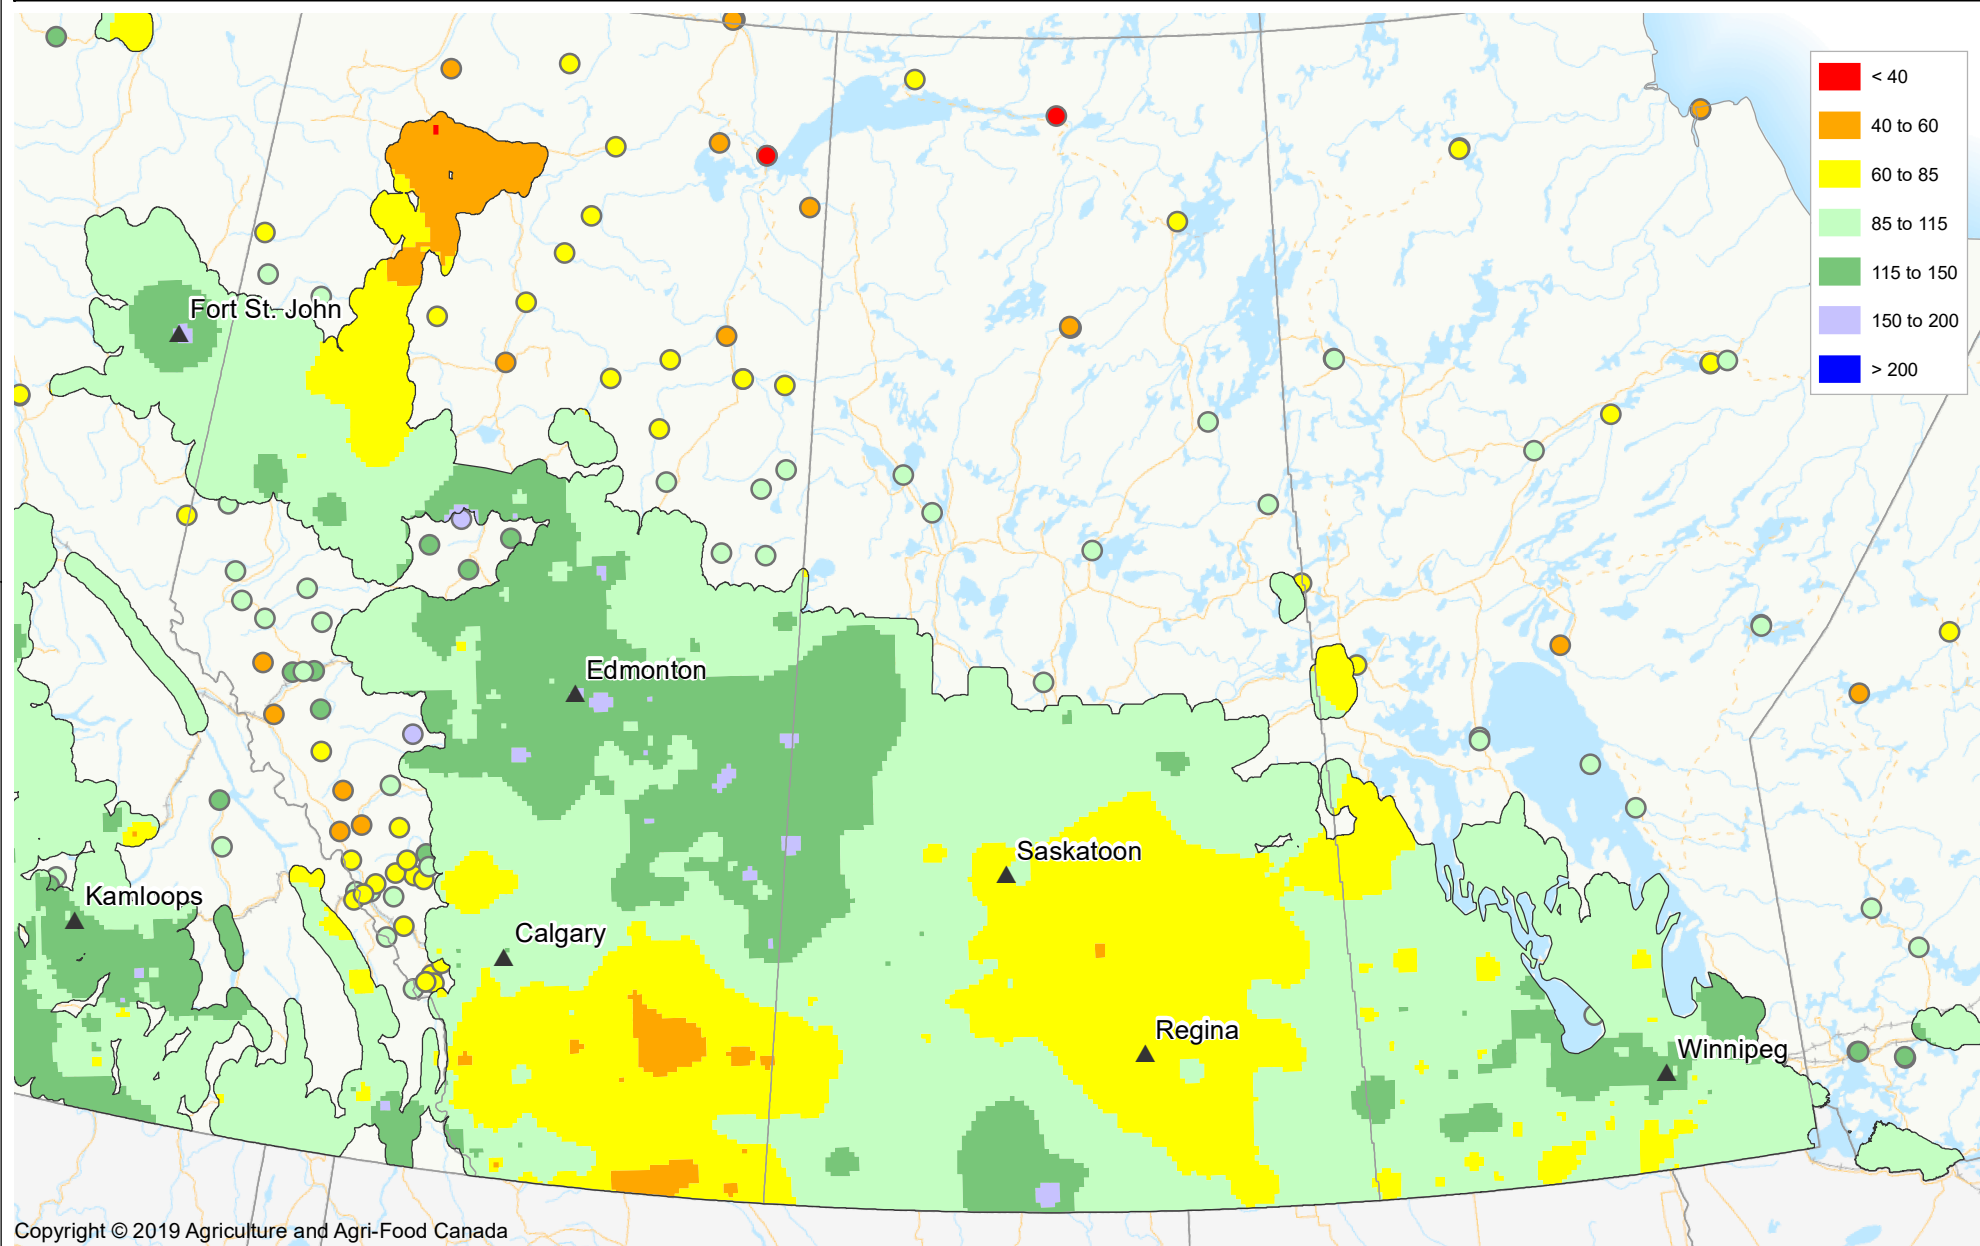 < 40
40 to 60
60 to 85
85 to 115
115 to 150
150 to 200
> 200
Fort St. John
Edmonton
Saskatoon
Kamloops
Calgary
Regina
Winnipeg
Copyright © 2019 Agriculture and Agri-Food Canada